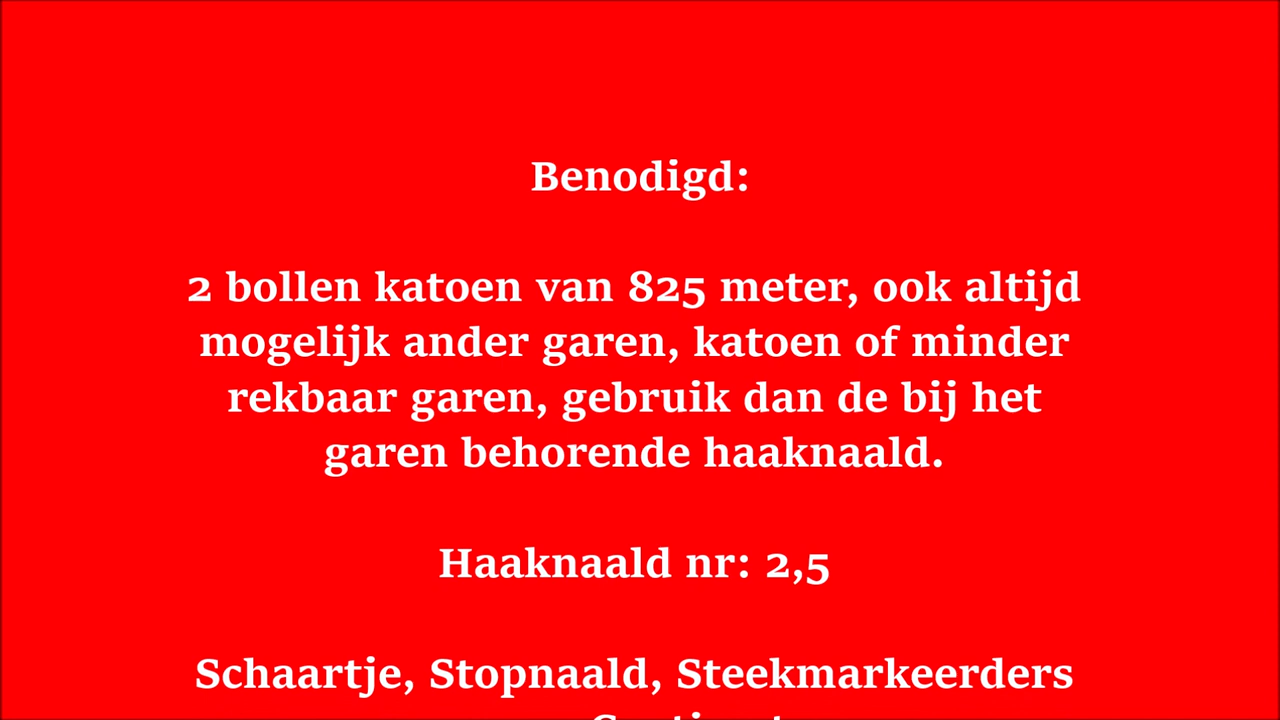 Benodigd:
2 bollen katoen van 825 meter, ook altijd
mogelijk ander garen, katoen of minder
rekbaar garen, gebruik dan de bij het
garen behorende haaknaald.
Haaknaald nr: 2,5
Schaartje, Stopnaald, Steekmarkeerders